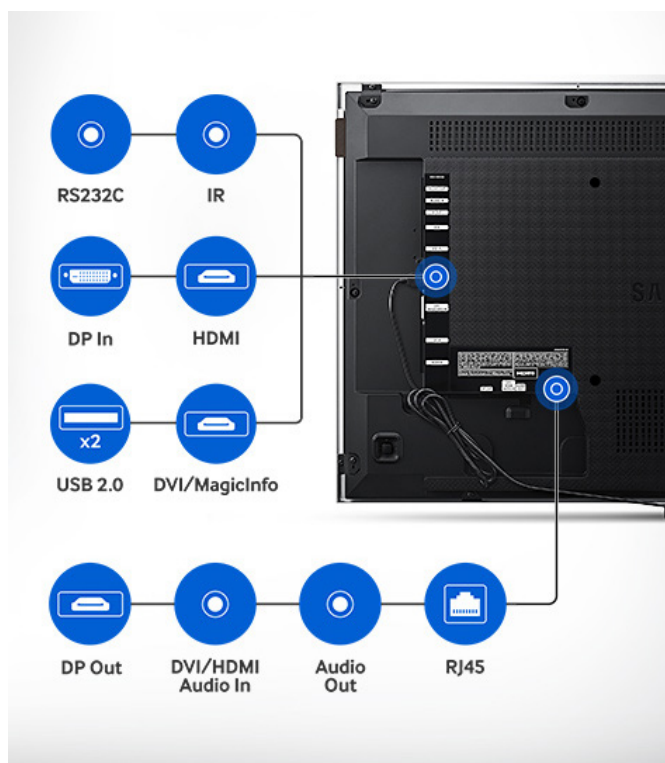 RS232C
IR
DP In
HDMI
x2
USB 2.0
DVI/MagicInfo
DP Out
DVI/HDMI
Audio In
Audio
Out
RJ45